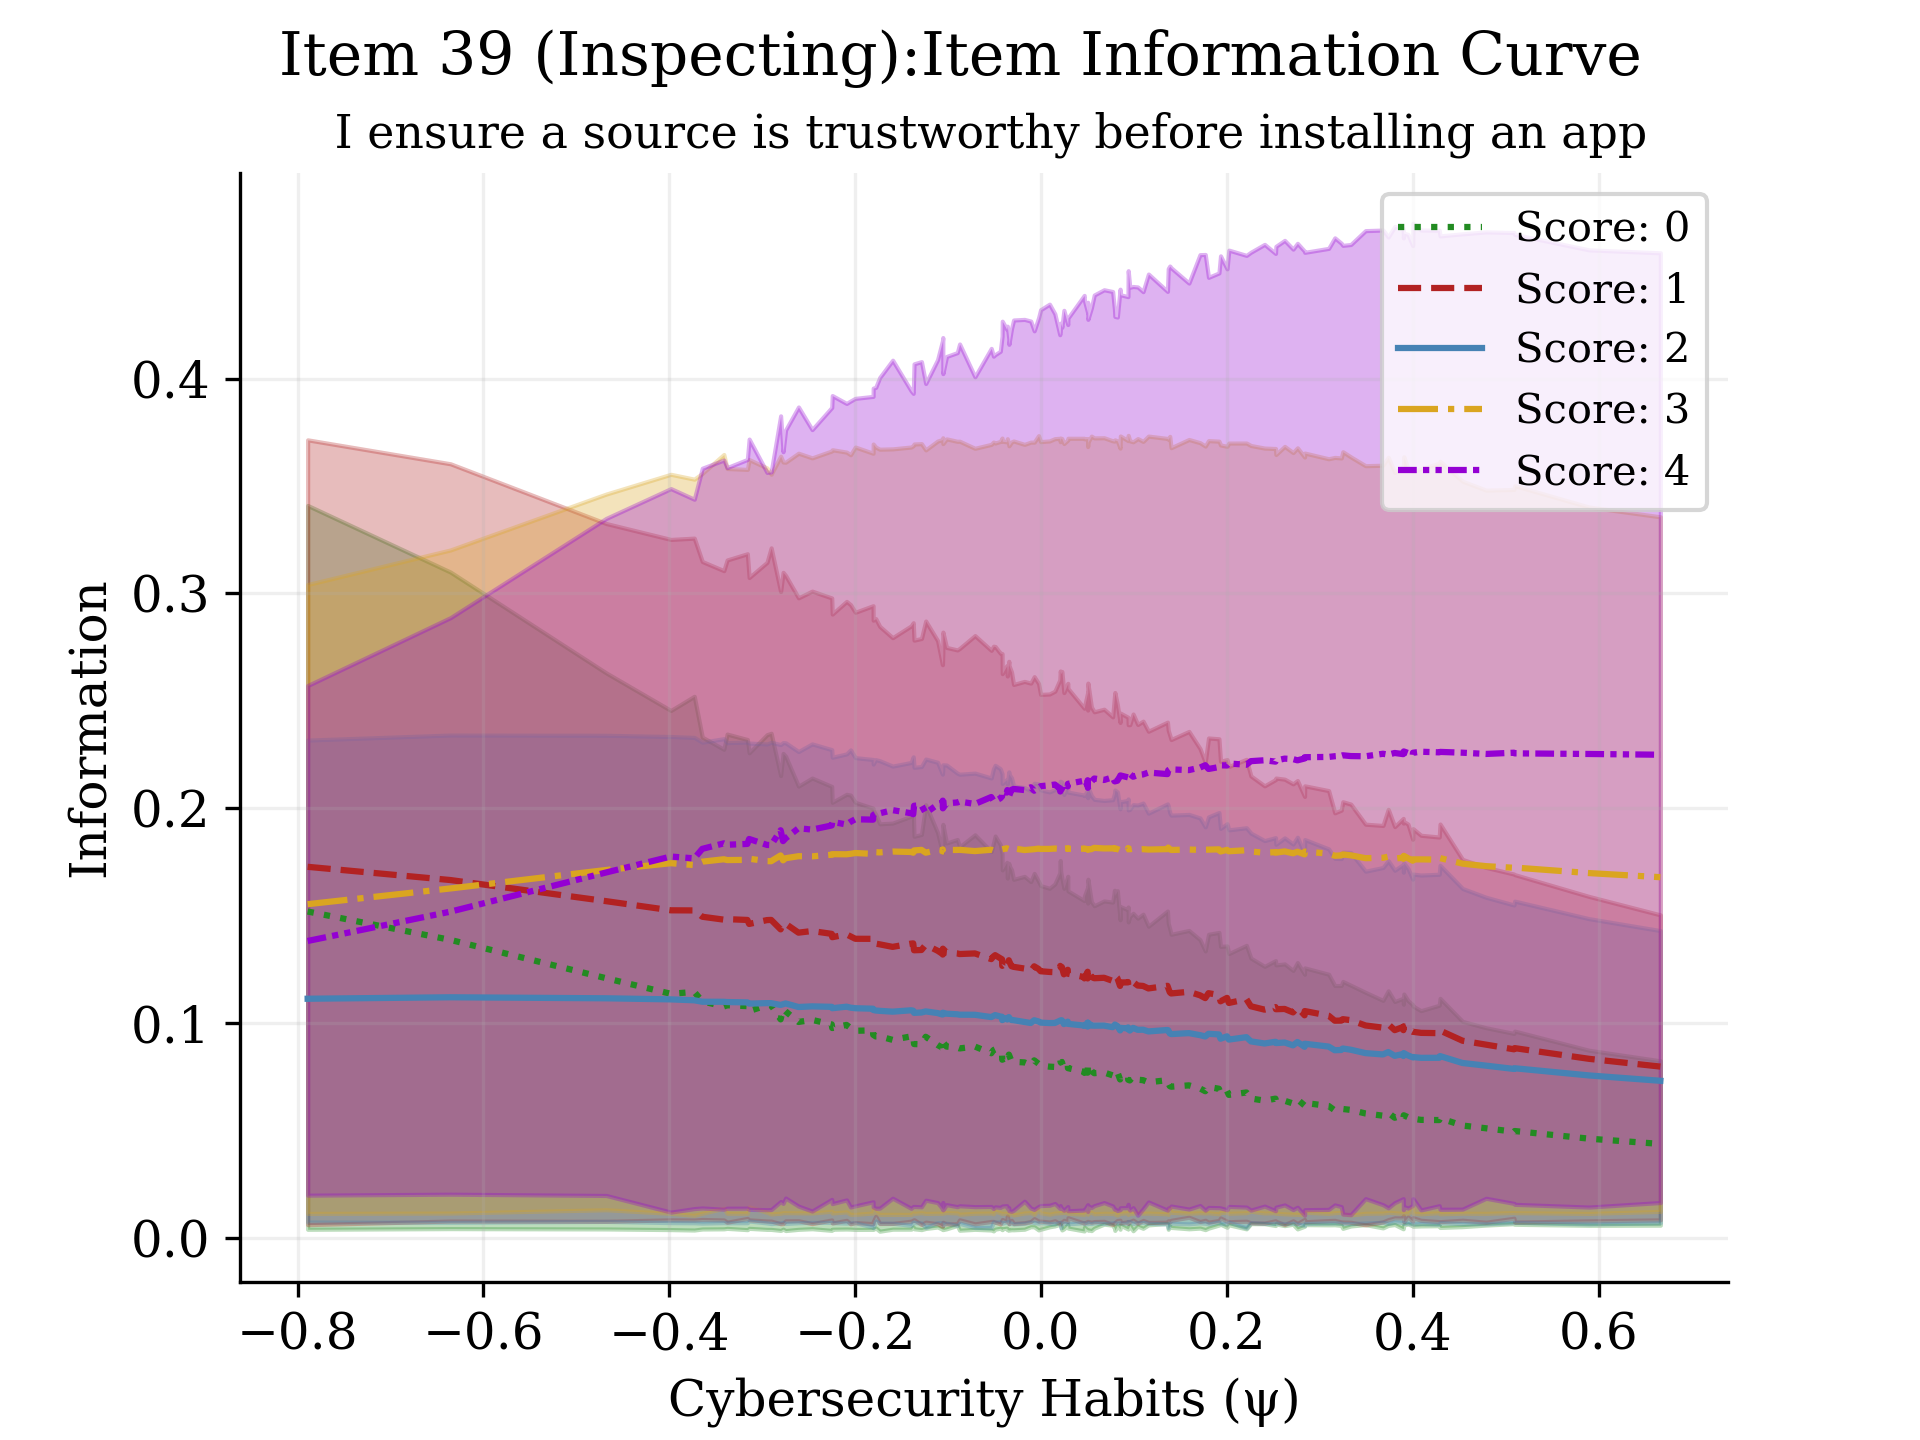 Item 39 (Inspecting):Item Information Curve
I ensure a source is trustworthy before installing an app
Score: 0
Score: 1
Score: 2
Score: 3
Score: 4
Information
0.4
0.3
0.2
0.1
0.0
−0.8 −0.6 −0.4 −0.2 0.0 0.2 0.4 0.6
Cybersecurity Habits (ψ)